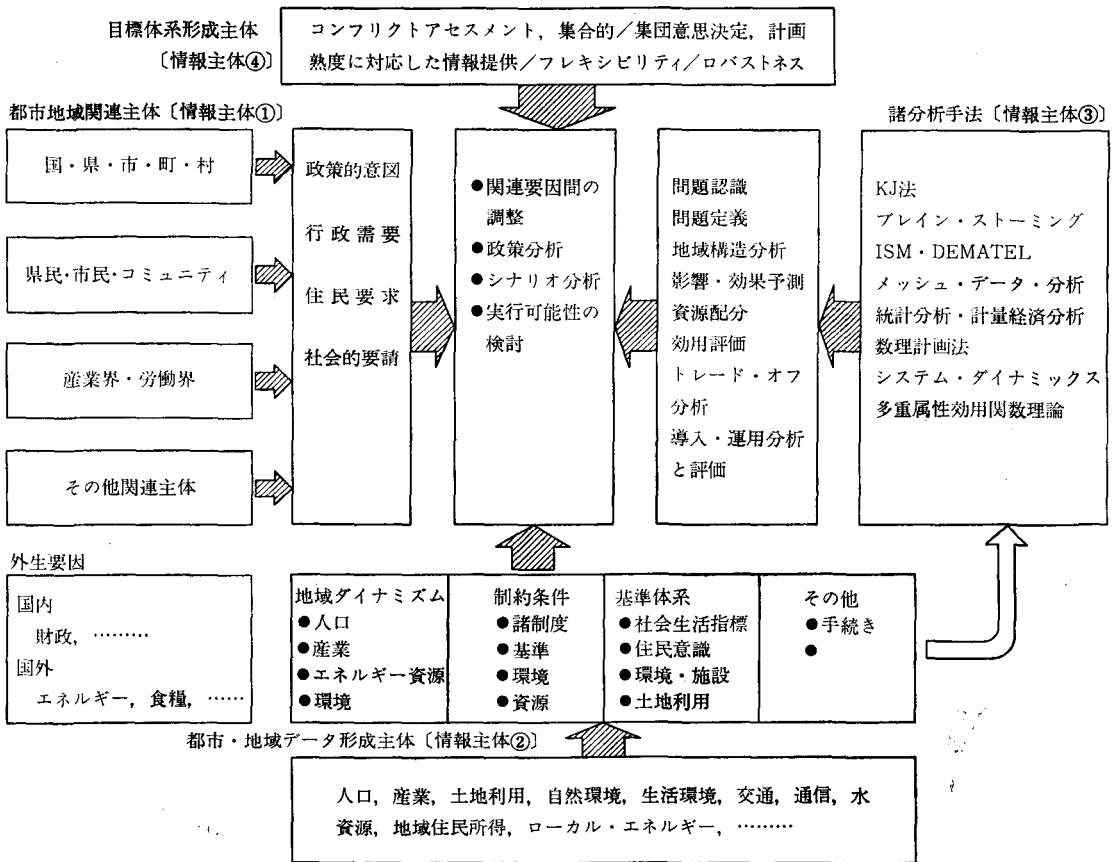 目標体系形成主体
〔情報主体④〕
コンフリクトアセスメント，集合的／集団意思決定，計画
熟度に対応した情報提供／フレキシビリティ／ロバストネス
都市地域関連主体〔情報主体①〕
国・県・市・町・村
県民・市民・コミュニティ
産業界・労働界
その他関連主体
政策的意図
行政需要
住民要求
社会的要請
●関連要因間の
調整
●政策分析
●シナリオ分析
●実行可能性の
検討
問題認識
問題定義
地域構造分析
影響・効果予測
資源配分
効用評価
トレード・オフ
分析
導入・運用分析
と評価
諸分析手法〔情報主体③〕
KJ法
ブレイン・ストーミング
ISM・DEMATEL
メッシュ・データ・分析
統計分析・計量経済分析
数理計画法
システム・ダイナミックス
多重属性効用関数理論
外生要因
国内
財政，………
国外
エネルギー，食糧，……
地域ダイナミズム
●人口
●産業
●エネルギー資源
●環境
制約条件
●諸制度
●基準
●環境
●資源
基準体系
●社会生活指標
●住民意識
●環境・施設
●土地利用
その他
●手続き
●
都市・地域データ形成主体〔情報主体②〕
人口，産業，土地利用，自然環境，生活環境，交通，通信，水
資源，地域住民所得，ローカル・エネルギー，………